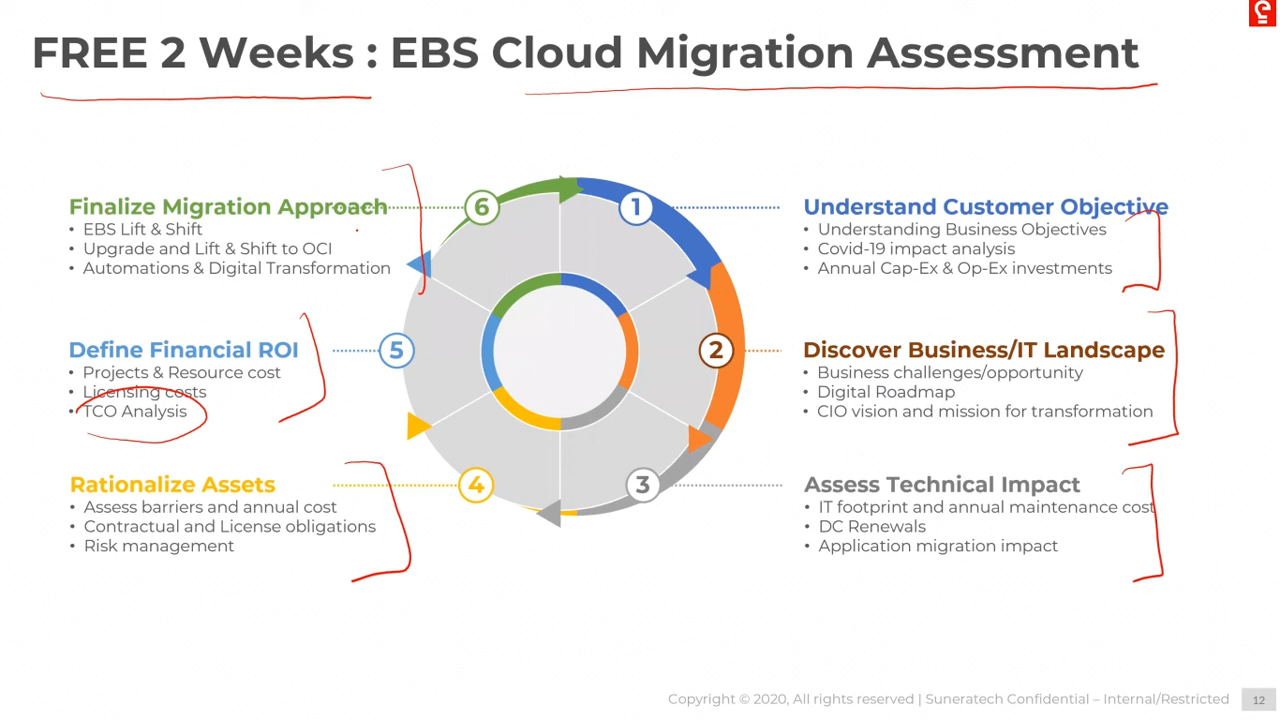 FREE 2 Weeks : EBS Cloud Migration Assessment
1
Understand Customer Objective
• Understanding Business Objectives
• Covid-19 impact analysis
• Annual Cap-Ex & Op-Ex investments
2
Discover Business/IT Landscape
• Business challenges/opportunity
• Digital Roadmap
• CIO vision and mission for transformation
3
Assess Technical Impact
• IT footprint and annual maintenance cost
• DC Renewals
• Application migration impact
4
Rationalize Assets
• Assess barriers and annual cost
• Contractual and License obligations
• Risk management
5
Define Financial ROI
• Projects & Resource cost
• Licensing costs
• TCO Analysis
6
Finalize Migration Approach
• EBS Lift & Shift
• Upgrade and Lift & Shift to OCI
• Automations & Digital Transformation
Copyright © 2020, All rights reserved | Suneratech Confidential – Internal/Restricted
12